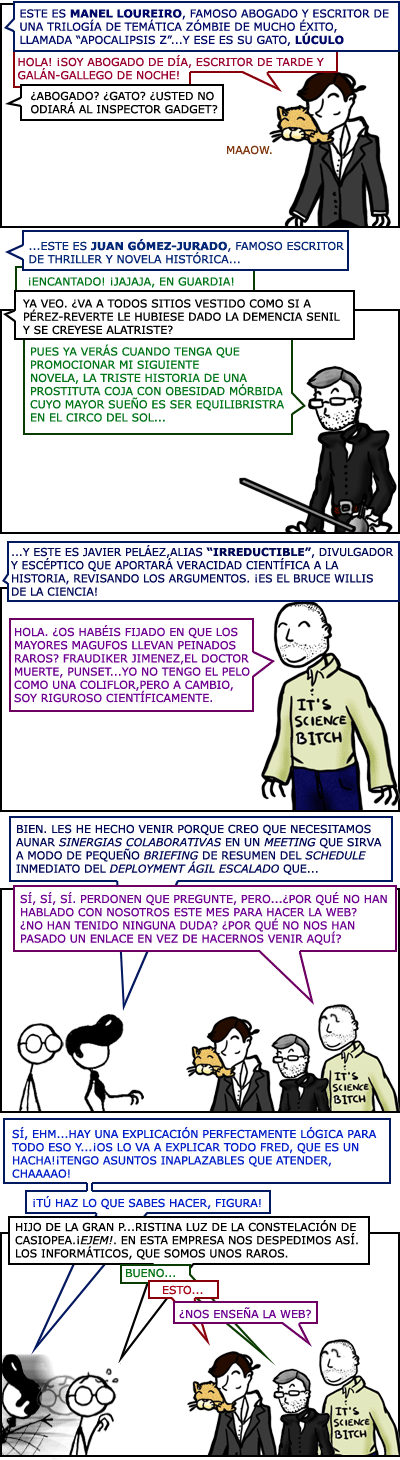 ESTE ES MANEL LOUREIRO, FAMOSO ABOGADO Y ESCRITOR DE
UNA TRILOGÍA DE TEMÁTICA ZÓMBIE DE MUCHO ÉXITO,
LLAMADA “APOCALIPSIS Z”...Y ESE ES SU GATO, LÚCULO
HOLA! ¡SOY ABOGADO DE DÍA, ESCRITOR DE TARDE Y
GALÁN-GALLEGO DE NOCHE!
¿ABOGADO? ¿GATO? ¿USTED NO
ODIARÁ AL INSPECTOR GADGET?
MAAOW.
...ESTE ES JUAN GÓMEZ-JURADO, FAMOSO ESCRITOR
DE THRILLER Y NOVELA HISTÓRICA...
¡ENCANTADO! ¡JAJAJA, EN GUARDIA!
YA VEO. ¿VA A TODOS SITIOS VESTIDO COMO SI A
PÉREZ-REVERTE LE HUBIESE DADO LA DEMENCIA SENIL
Y SE CREYESE ALATRISTE?
PUES YA VERÁS CUANDO TENGA QUE
PROMOCIONAR MI SIGUIENTE
NOVELA, LA TRISTE HISTORIA DE UNA
PROSTITUTA COJA CON OBESIDAD MÓRBIDA
CUYO MAYOR SUEÑO ES SER EQUILIBRISTRA
EN EL CIRCO DEL SOL...
...Y ESTE ES JAVIER PELÁEZ,ALIAS “IRREDUCTIBLE”, DIVULGADOR
Y ESCÉPTICO QUE APORTARÁ VERACIDAD CIENTÍFICA A LA
HISTORIA, REVISANDO LOS ARGUMENTOS. ¡ES EL BRUCE WILLIS
DE LA CIENCIA!
HOLA. ¿OS HABÉIS FIJADO EN QUE LOS
MAYORES MAGUFOS LLEVAN PEINADOS
RAROS? FRAUDIKER JIMENEZ,EL DOCTOR
MUERTE, PUNSET...YO NO TENGO EL PELO
COMO UNA COLIFLOR,PERO A CAMBIO,
SOY RIGUROSO CIENTÍFICAMENTE.
IT'S
SCIENCE
BITCH
BIEN. LES HE HECHO VENIR PORQUE CREO QUE NECESITAMOS
AUNAR SINERGIAS COLABORATIVAS EN UN MEETING QUE SIRVA
A MODO DE PEQUEÑO BRIEFING DE RESUMEN DEL SCHEDULE
INMEDIATO DEL DEPLOYMENT ÁGIL ESCALADO QUE...
SÍ, SÍ, SÍ. PERDONEN QUE PREGUNTE, PERO...¿POR QUÉ NO HAN
HABLADO CON NOSOTROS ESTE MES PARA HACER LA WEB?
¿NO HAN TENIDO NINGUNA DUDA? ¿POR QUÉ NO NOS HAN
PASADO UN ENLACE EN VEZ DE HACERNOS VENIR AQUÍ?
IT'S
SCIENCE
BITCH
SÍ, EHM...HAY UNA EXPLICACIÓN PERFECTAMENTE LÓGICA PARA
TODO ESO Y...¡OS LO VA A EXPLICAR TODO FRED, QUE ES UN
HACHA!¡TENGO ASUNTOS INAPLAZABLES QUE ATENDER,
CHAAAAO!
¡TÚ HAZ LO QUE SABES HACER, FIGURA!
HIJO DE LA GRAN P...RISTINA LUZ DE LA CONSTELACIÓN DE
CASIOPEA.¡EJEM!. EN ESTA EMPRESA NOS DESPEDIMOS ASÍ.
LOS INFORMÁTICOS, QUE SOMOS UNOS RAROS.
BUENO...
ESTO...
¿NOS ENSEÑA LA WEB?
IT'S
SCIENCE
BITCH